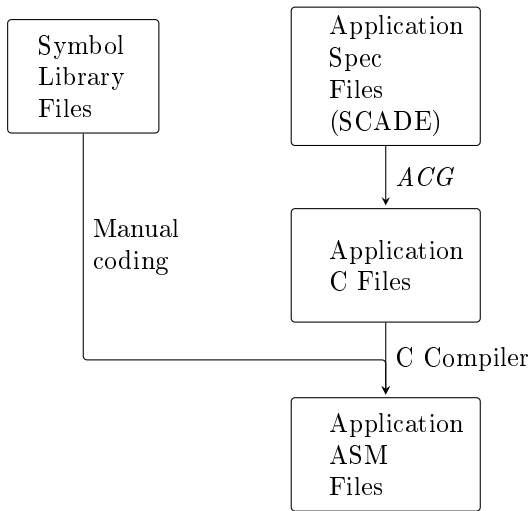 Symbol
Library
Files
Application
Spec
Files
(SCADE)
ACG
Manual
coding
Application
C Files
C Compiler
Application
ASM
Files